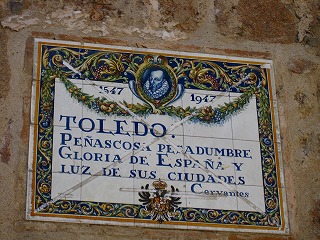 1547 1947
TOLEDO,
PEÑASCOSA PESADUMBRE
GLORIA DE ESPAÑA Y
LUZ DE SUS CIUDADES
Cervantes